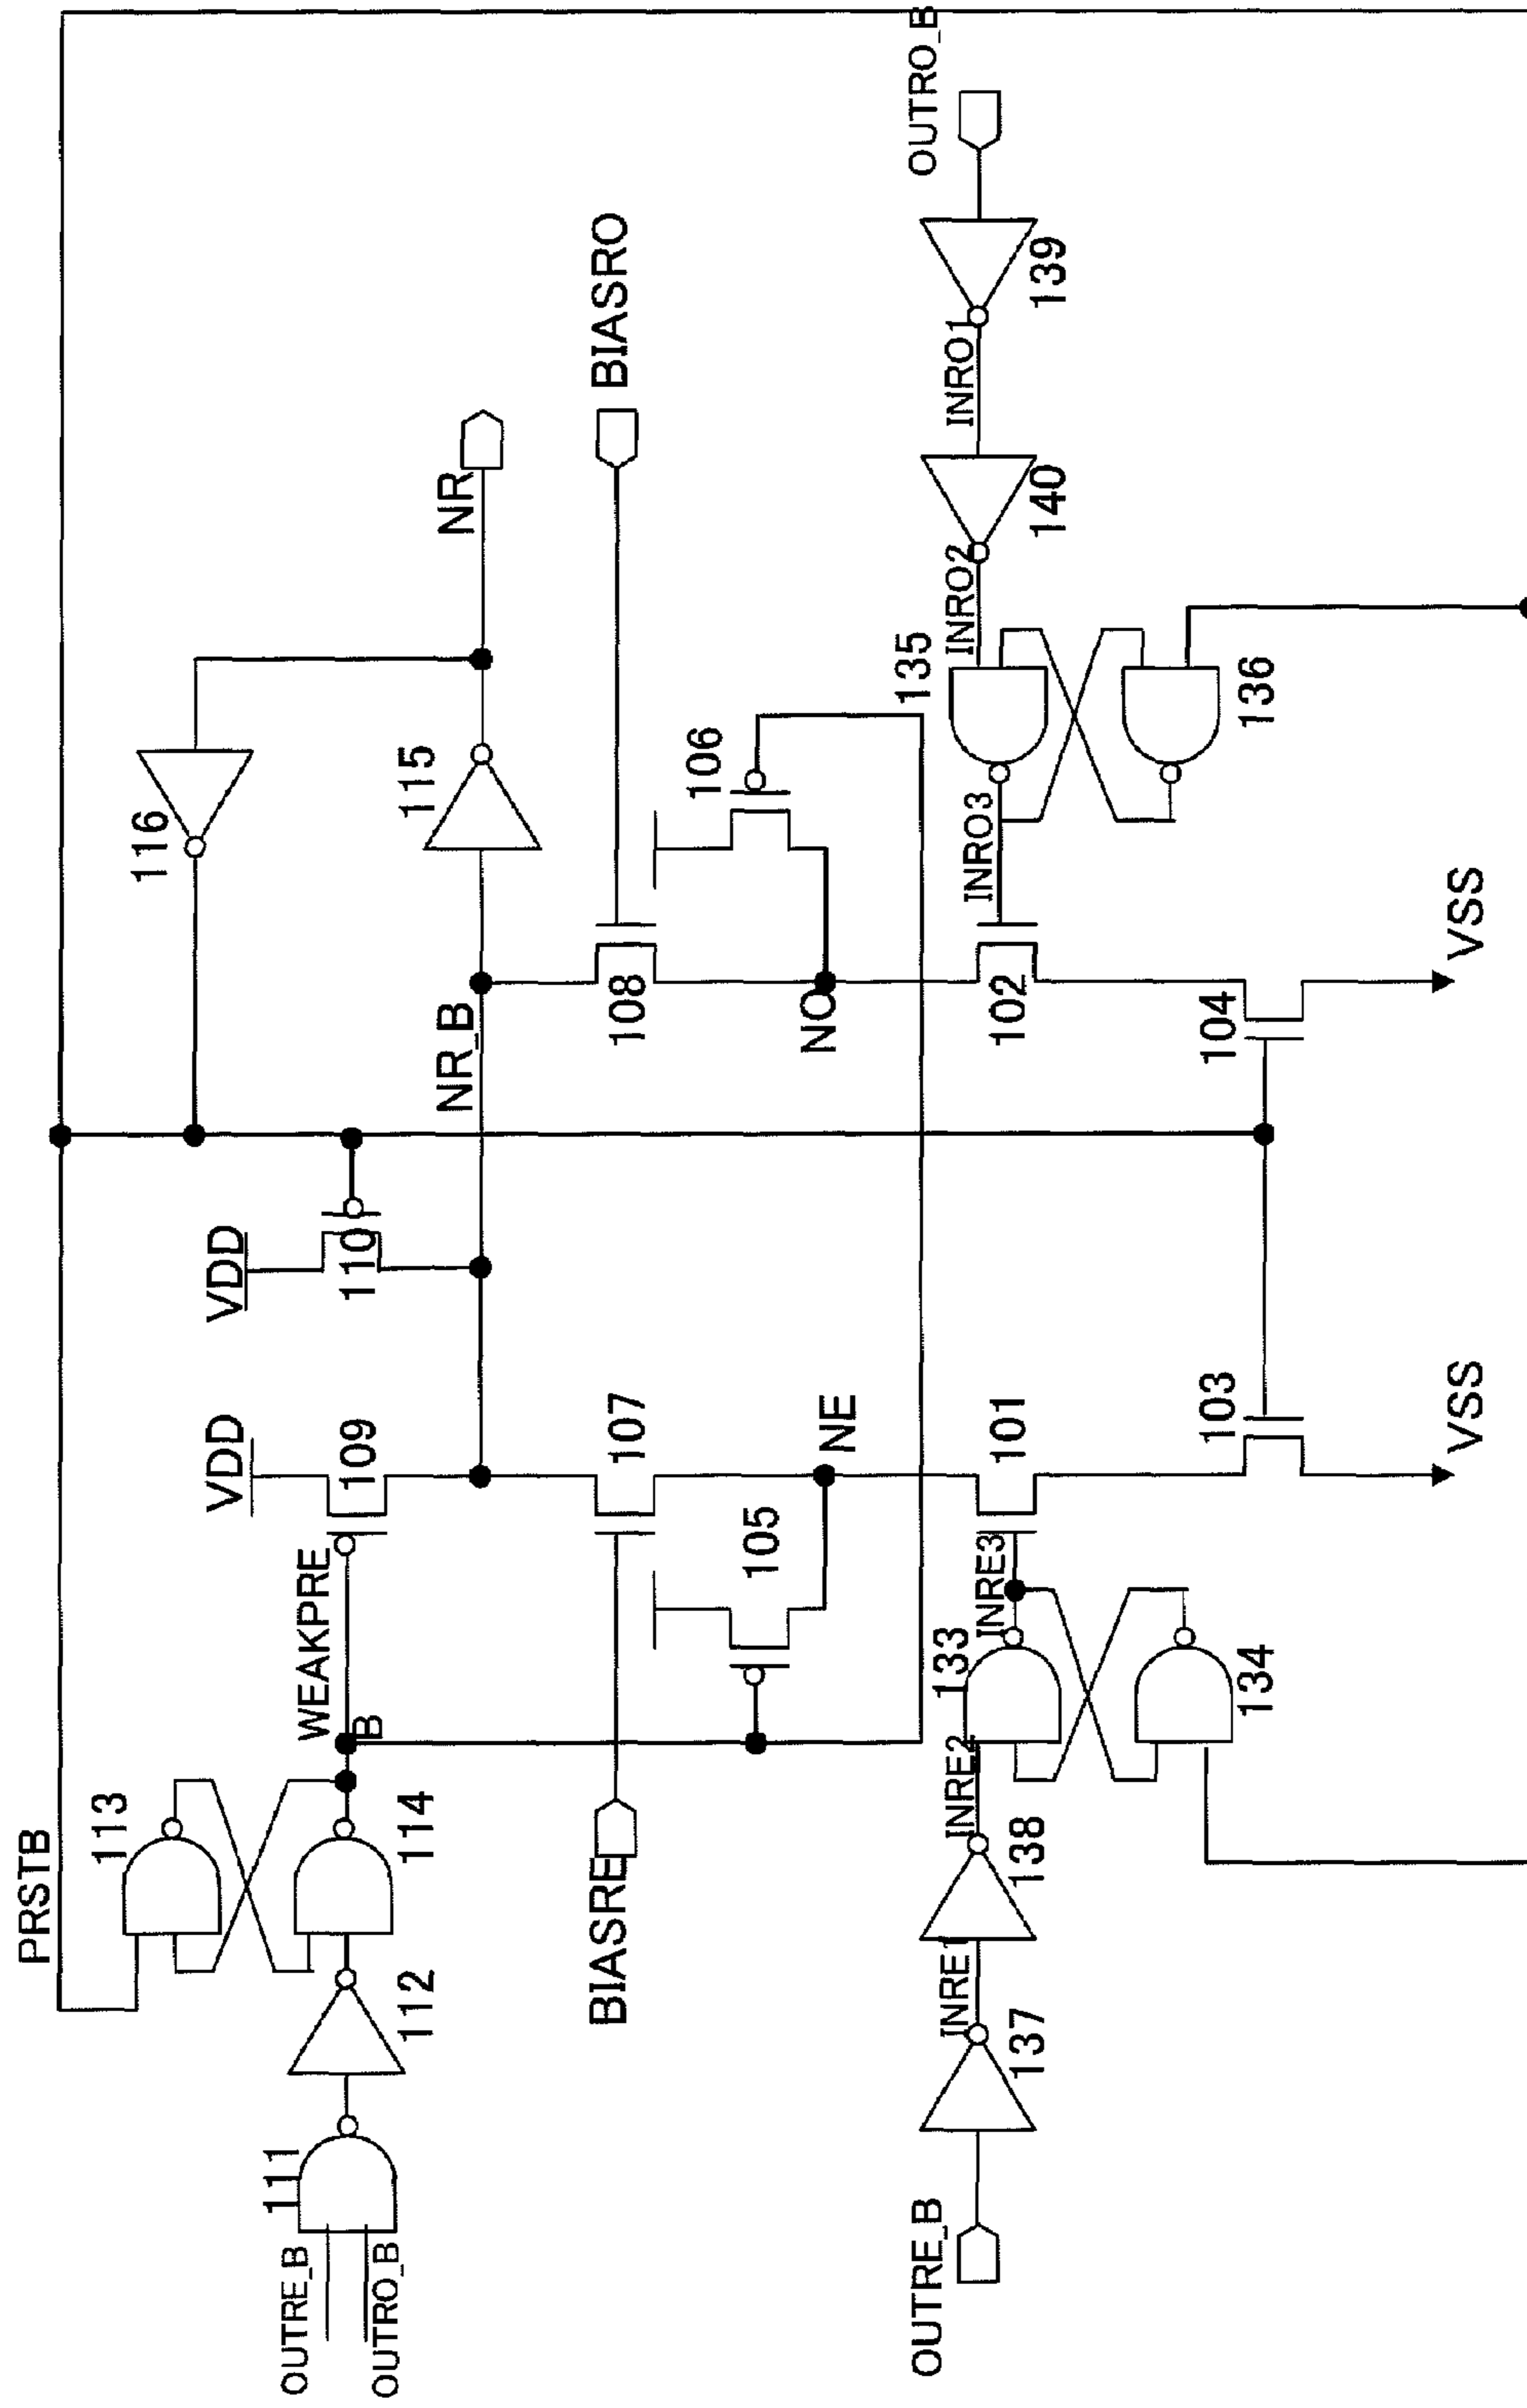 PRSTB
113
114
WEAKPRE
B
111
112
OUTRE_B
OUTRO_B
VDD
109
VDD
110
116
115
NR
NR_B
BIASRE
107
105
NE
108
106
NO
BIASRO
OUTRE_B
137
INRE1
138
INRE2
133
INRE3
134
101
103
VSS
102
104
VSS
INRO3
135
136
INRO2
140
INRO1
139
OUTRO_B